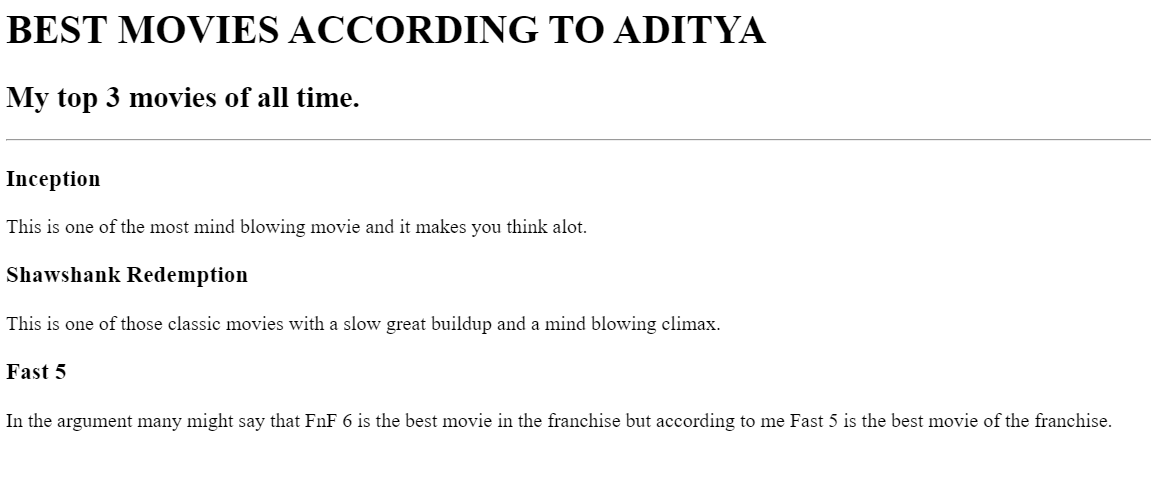 BEST MOVIES ACCORDING TO ADITYA
My top 3 movies of all time.
Inception
This is one of the most mind blowing movie and it makes you think alot.
Shawshank Redemption
This is one of those classic movies with a slow great buildup and a mind blowing climax.
Fast 5
In the argument many might say that FnF 6 is the best movie in the franchise but according to me Fast 5 is the best movie of the franchise.